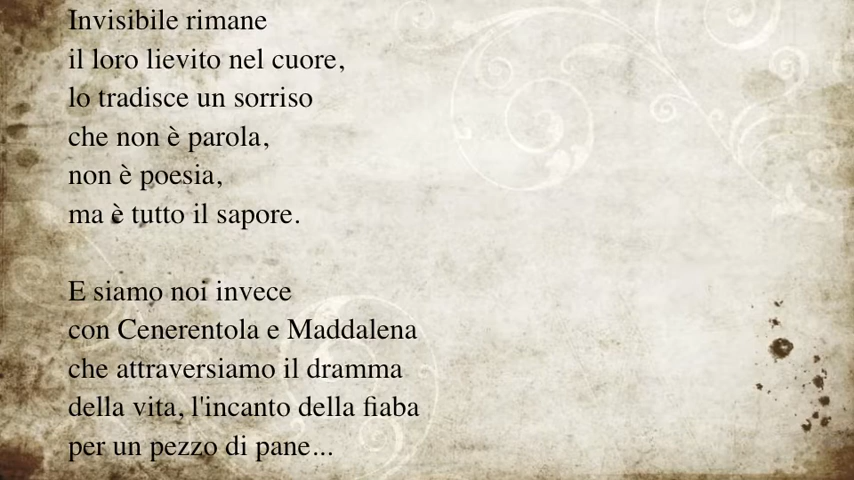 Invisibile rimane
il loro lievito nel cuore,
lo tradisce un sorriso
che non è parola,
non è poesia,
ma è tutto il sapore.
E siamo noi invece
con Cenerentola e Maddalena
che attraversiamo il dramma
della vita, l'incanto della fiaba
per un pezzo di pane...